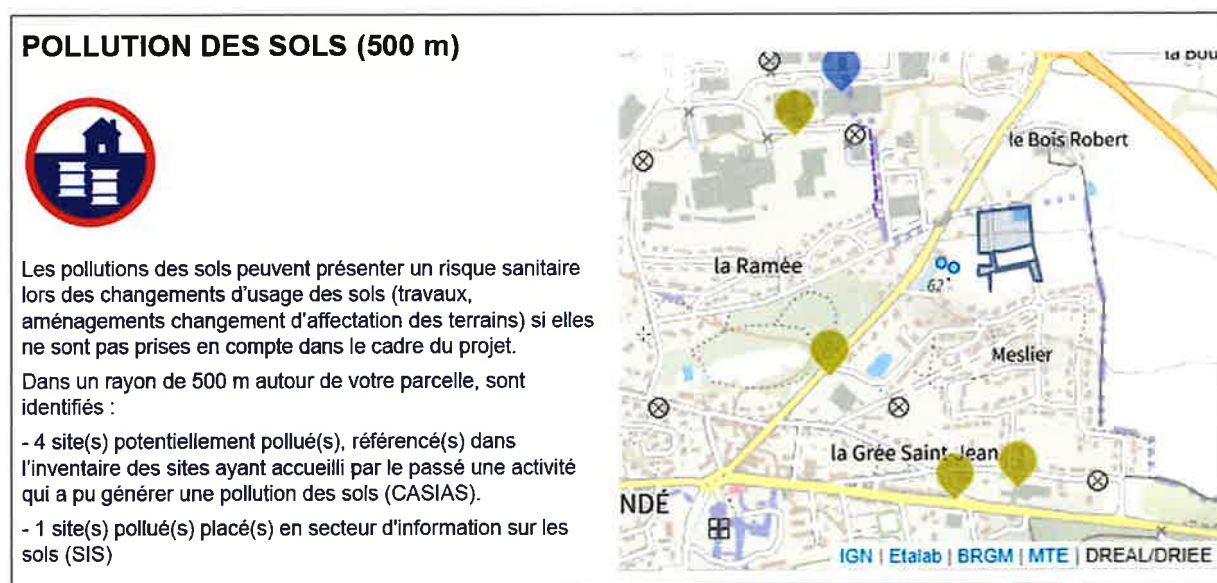 POLLUTION DES SOLS (500 m)
Les pollutions des sols peuvent présenter un risque sanitaire
lors des changements d'usage des sols (travaux,
aménagements changement d'affectation des terrains) si elles
ne sont pas prises en compte dans le cadre du projet.
Dans un rayon de 500 m autour de votre parcelle, sont
identifiés :
- 4 site(s) potentiellement pollué(s), référencé(s) dans
l'inventaire des sites ayant accueilli par le passé une activité
qui a pu générer une pollution des sols (CASIAS).
- 1 site(s) pollué(s) placé(s) en secteur d'information sur les
sols (SIS)
la Bou
le Bois Robert
la Ramée
62
Meslier
la Grée Saint Jean
NDÉ
IGN | Etalab | BRGM | MTE | DREAL/DRIEE